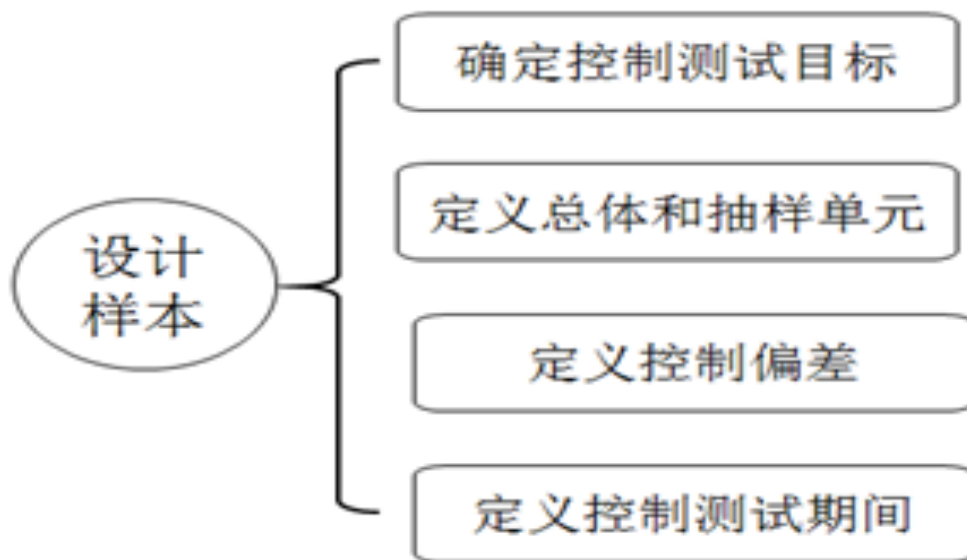 确定控制测试目标
定义总体和抽样单元
设计
样本
定义控制偏差
定义控制测试期间